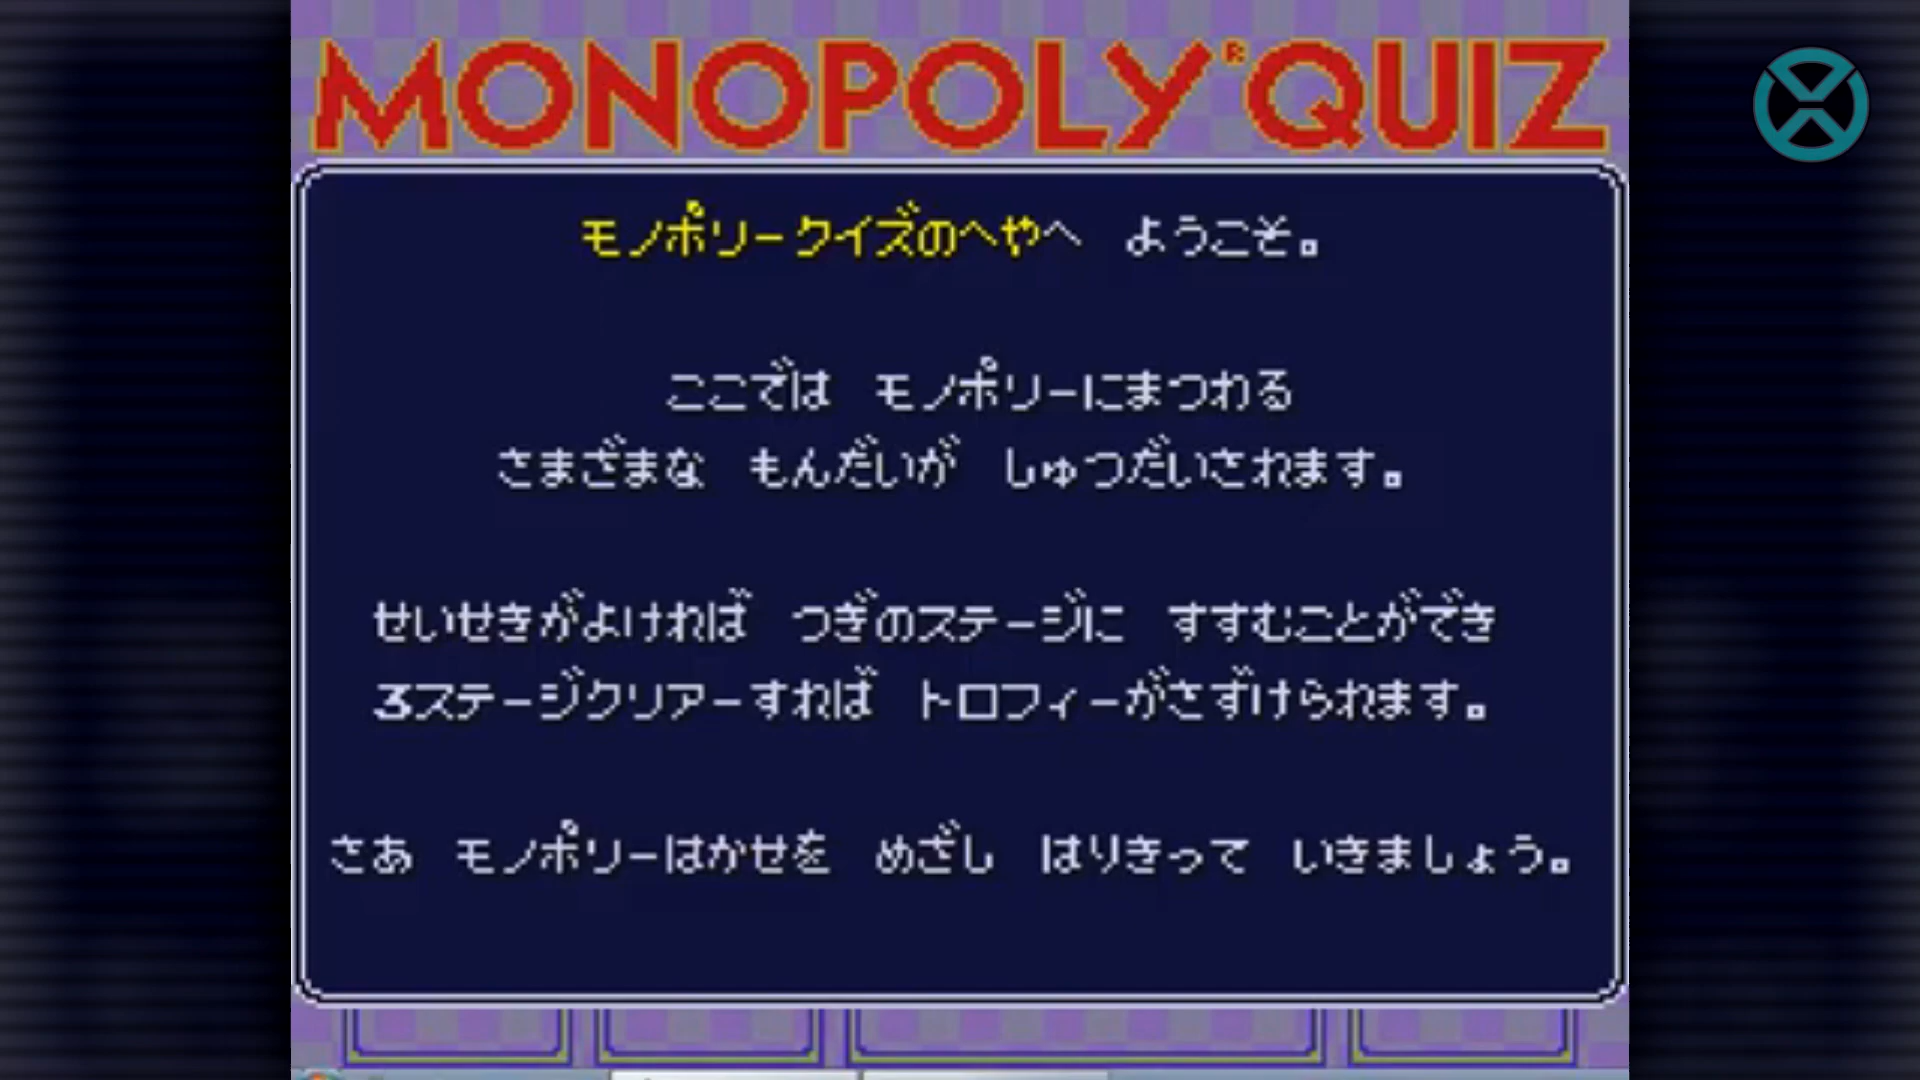 MONOPOLY® QUIZ
モノポリークイズのへやへ ようこそ。
ここでは モノポリーにまつわる
さまざまな もんだいが しゅつだいされます。
せいせきがよければ つぎのステージに すすむことができ
3ステージクリアーすれば トロフィーがさずけられます。
さあ モノポリーはかせを めざし はりきって いきましょう。